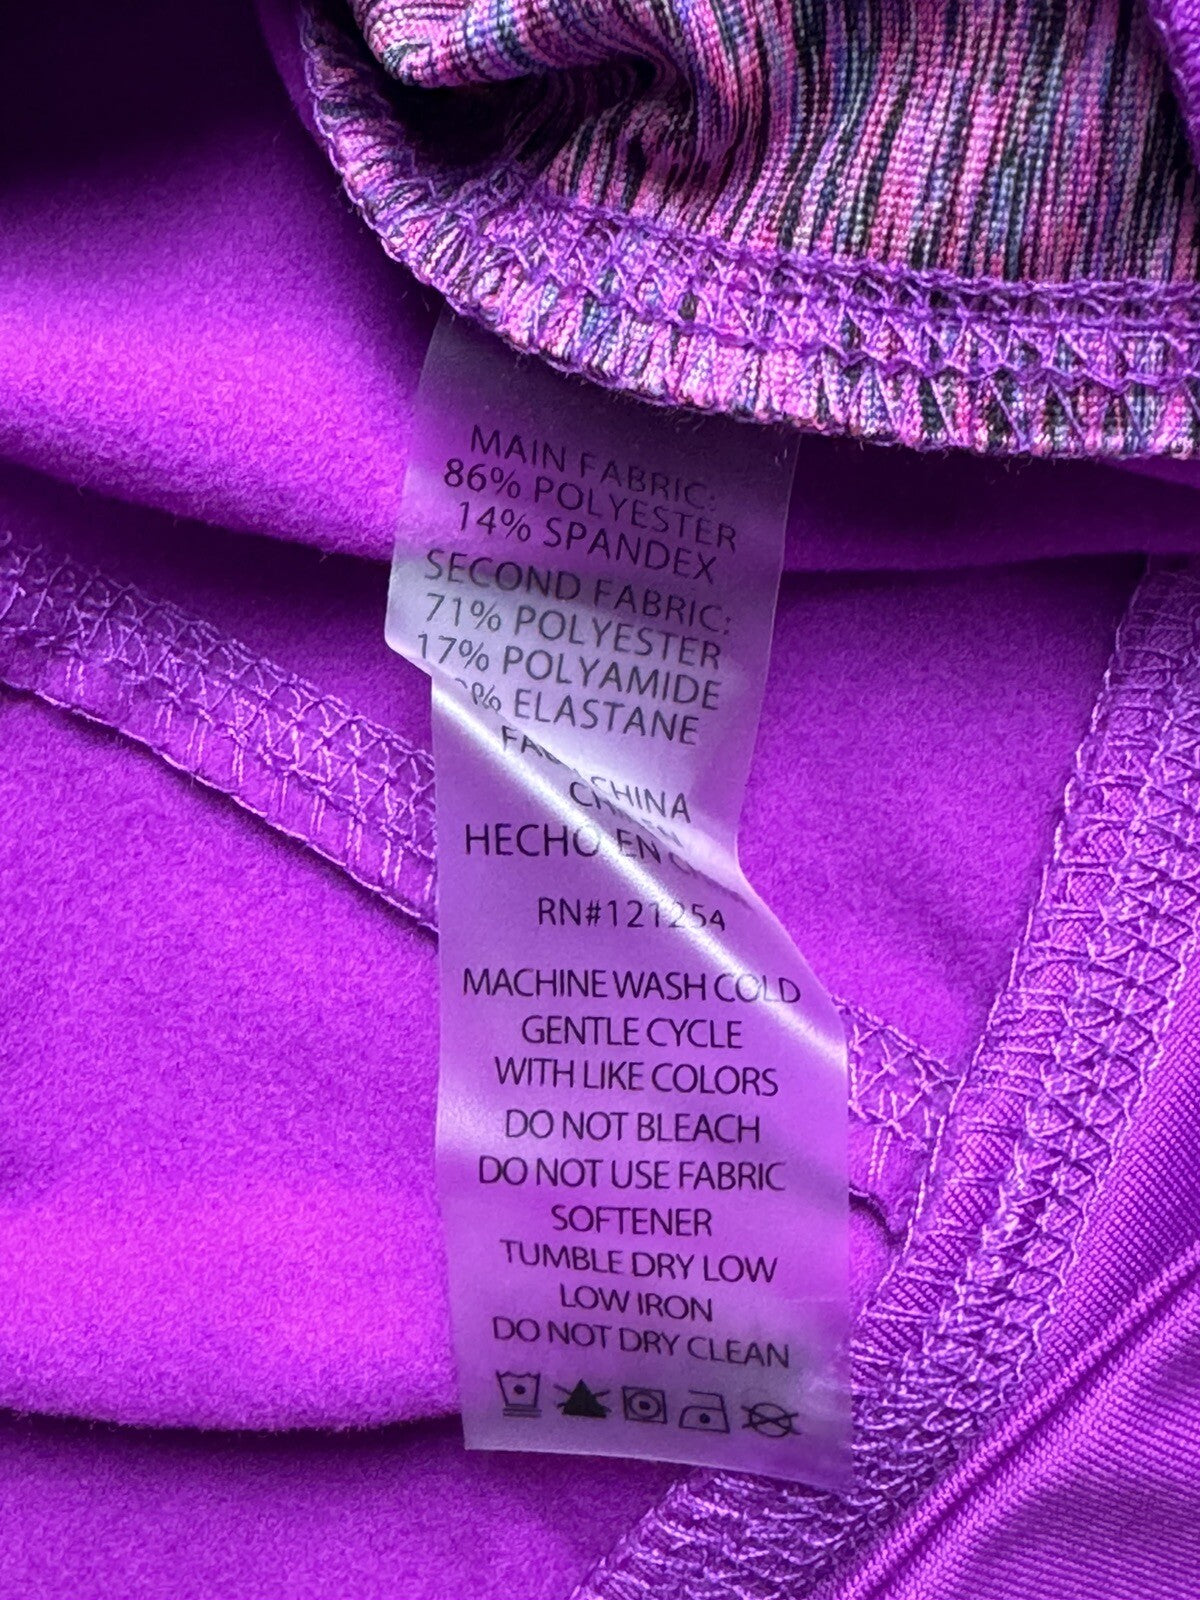 MAIN FABRIC:
86% POLYESTER
14% SPANDEX
SECOND FABRIC:
71% POLYESTER
17% POLYAMIDE
% ELASTANE
CHINA
HECHO EN
RN#121254
MACHINE WASH COLD
GENTLE CYCLE
WITH LIKE COLORS
DO NOT BLEACH
DO NOT USE FABRIC
SOFTENER
TUMBLE DRY LOW
LOW IRON
DO NOT DRY CLEAN